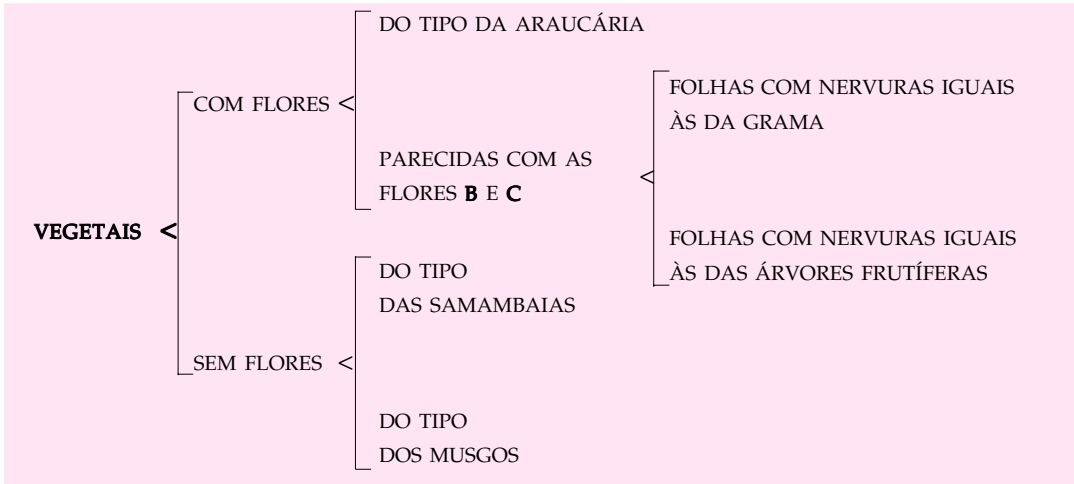 VEGETAIS <
COM FLORES <
DO TIPO DA ARAUCÁRIA
PARECIDAS COM AS
FLORES B E C
<
FOLHAS COM NERVURAS IGUAIS
ÀS DA GRAMA
FOLHAS COM NERVURAS IGUAIS
ÀS DAS ÁRVORES FRUTÍFERAS
SEM FLORES <
DO TIPO
DAS SAMAMBAIAS
DO TIPO
DOS MUSGOS